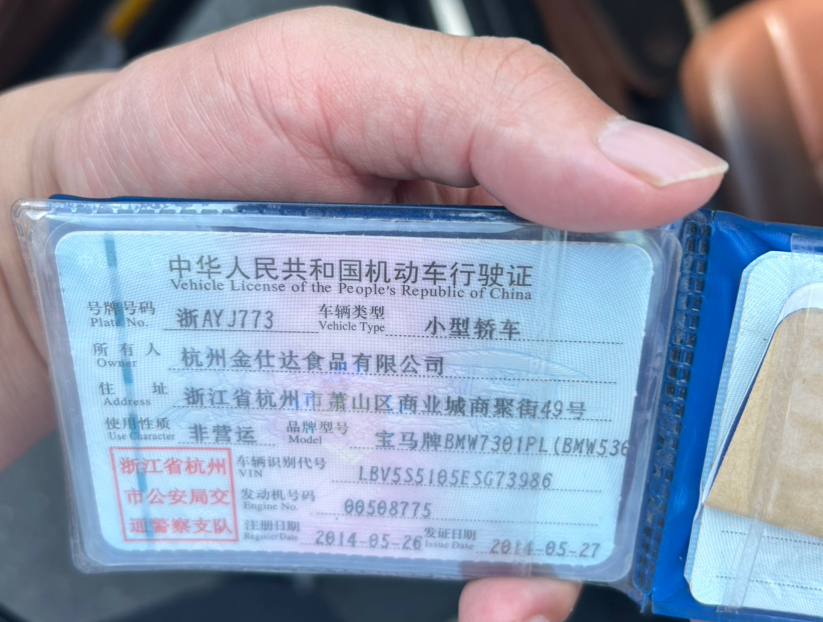 中华人民共和国机动车行驶证
Vehicle License of the People's Republic of China
号牌号码 浙AYJ773 车辆类型 小型轿车
Plate No. Vehicle Type
所有人 杭州金仕达食品有限公司
Owner
住址 浙江省杭州市萧山区商业城商聚街49号
Address
使用性质 非营运 品牌型号 宝马牌BMW7301PL(BMW536
Use Character Model
浙江省杭州
市公安局交
通警察支队
车辆识别代号 LBV5S5105ESG73986
VIN
发动机号码 00508775
Engine No.
注册日期 2014-05-26 发证日期 2014-05-27
Register Date Issue Date